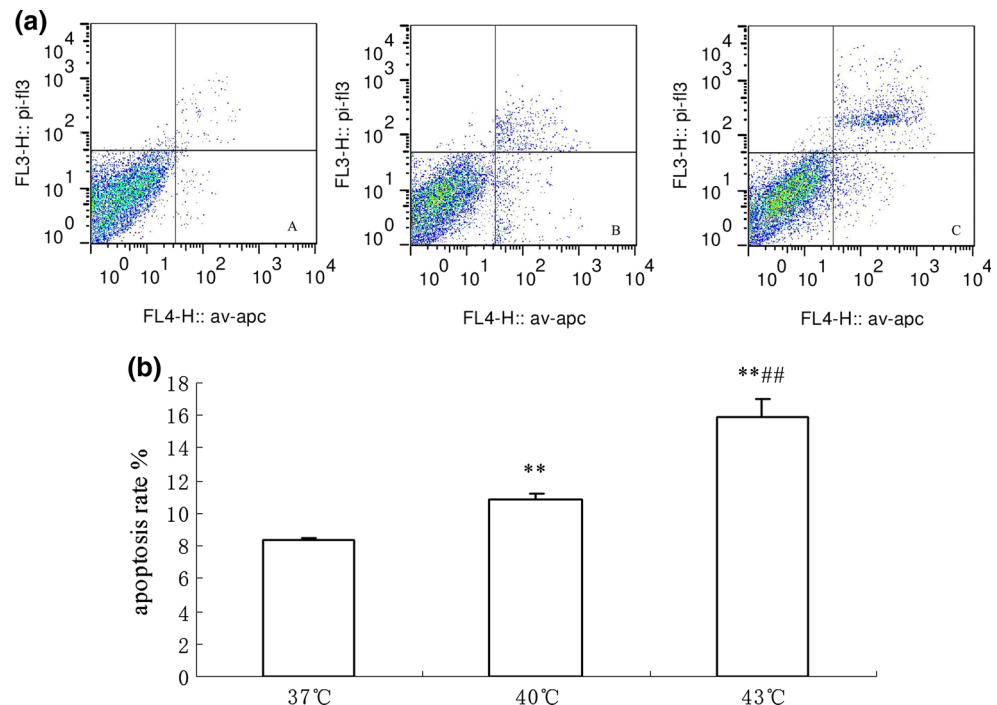 (a)
FL3-H:: pi-fl3
10^4
10^3
10^2
10^1
10^0
A
10^0 10^1 10^2 10^3 10^4
FL4-H:: av-apc
FL3-H:: pi-fl3
10^4
10^3
10^2
10^1
10^0
B
10^0 10^1 10^2 10^3 10^4
FL4-H:: av-apc
FL3-H:: pi-fl3
10^4
10^3
10^2
10^1
10^0
C
10^0 10^1 10^2 10^3 10^4
FL4-H:: av-apc
(b)
apoptosis rate %
18
16
14
12
10
8
6
4
2
0
**
**##
37℃ 40℃ 43℃